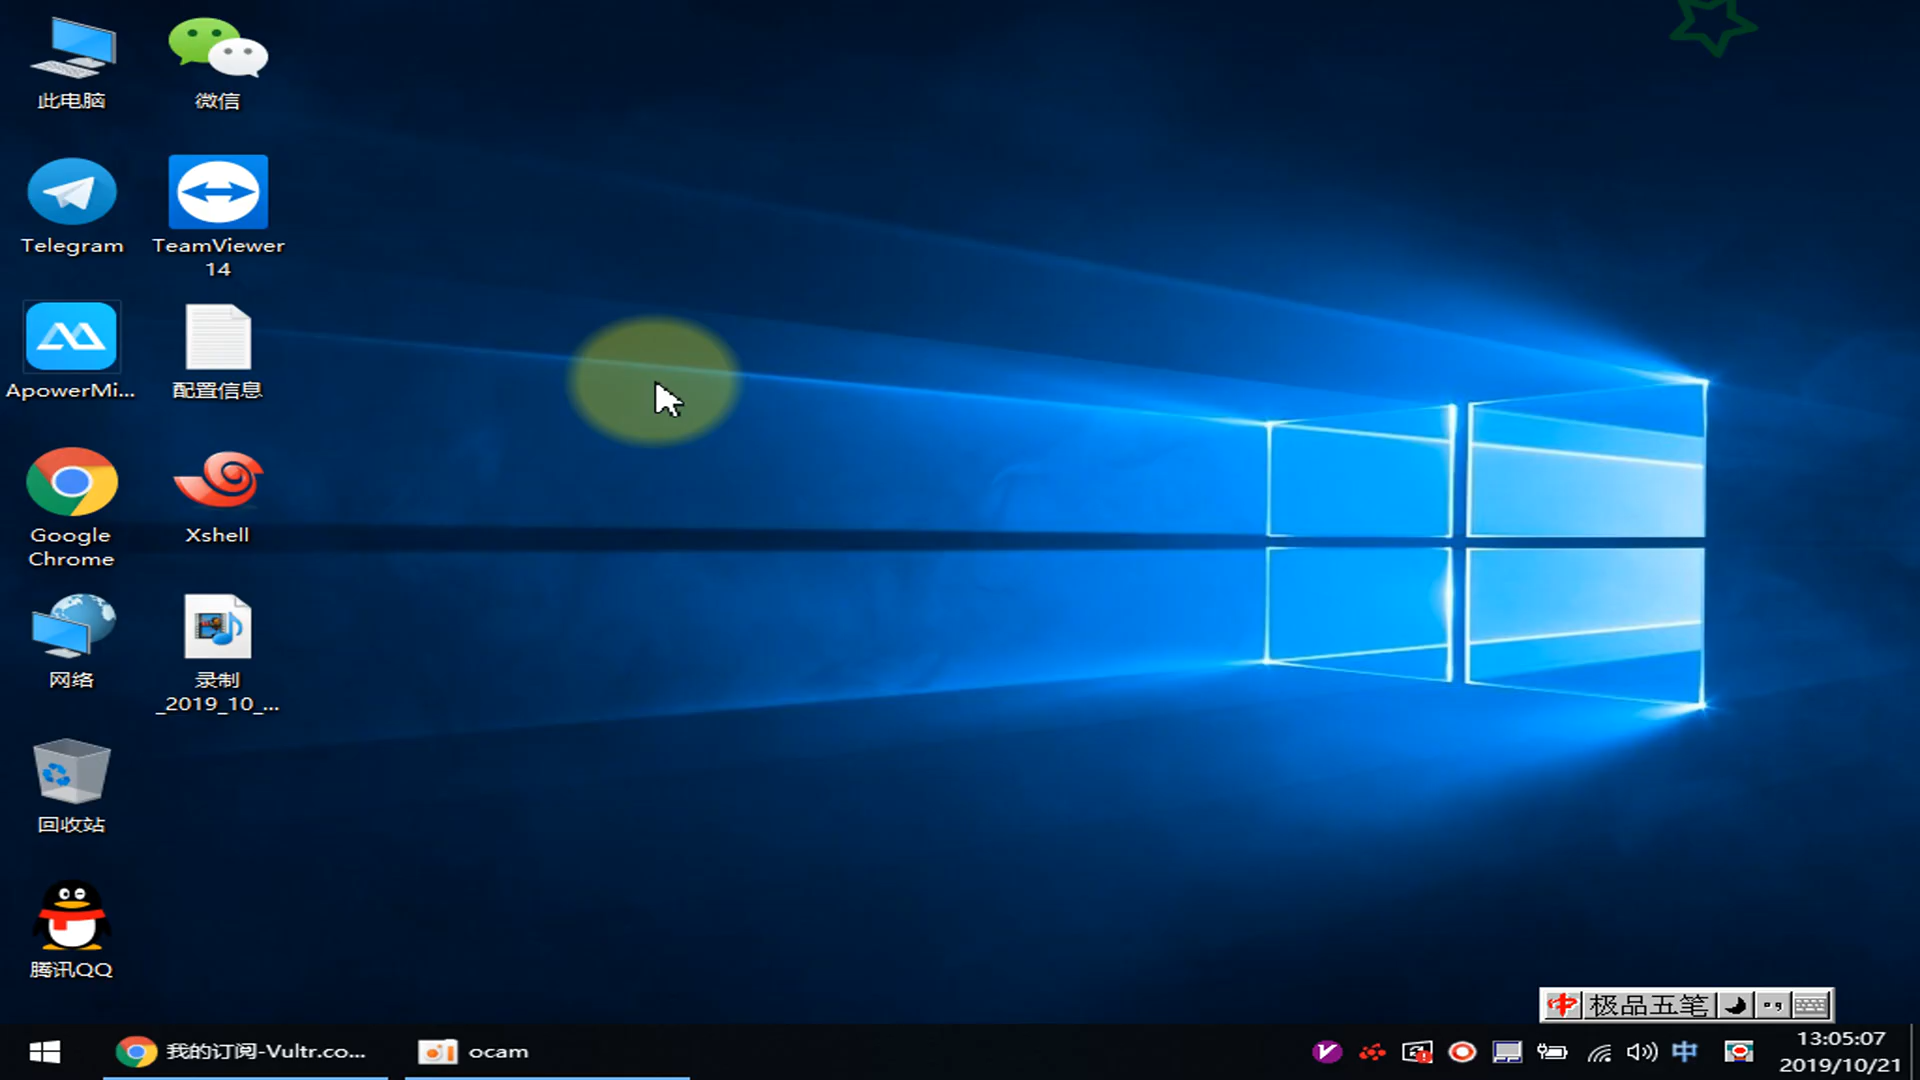 此电脑
微信
Telegram
TeamViewer
14
ApowerMi...
配置信息
Google
Chrome
Xshell
网络
录制
_2019_10_...
回收站
腾讯QQ
中 极品五笔
我的订阅-Vultr.co...
ocam
中
13:05:07
2019/10/21